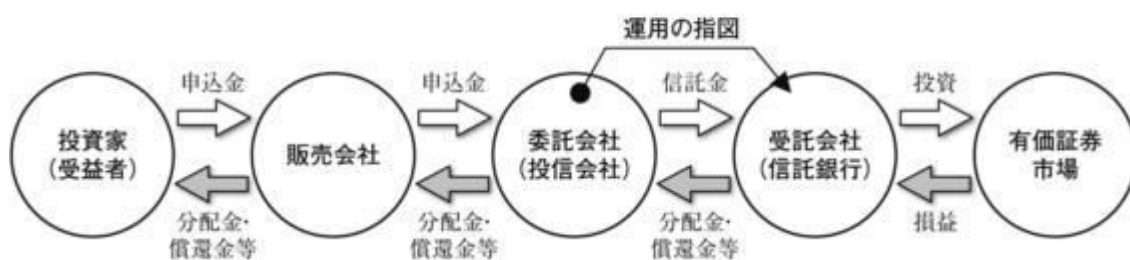 運用の指図
申込金
申込金
信託金
投資
投資家
(受益者)
販売会社
委託会社
(投信会社)
受託会社
(信託銀行)
有価証券
市場
分配金・
償還金等
分配金・
償還金等
分配金・
償還金等
損益